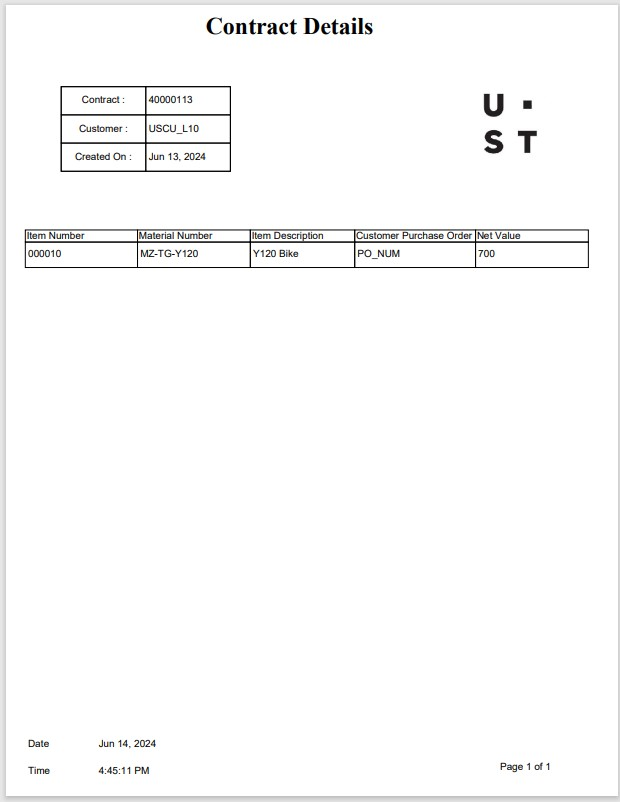 Contract Details
Contract : 40000113
Customer : USCU_L10
Created On : Jun 13, 2024
U ▪
S T
Item Number Material Number Item Description Customer Purchase Order Net Value
000010 MZ-TG-Y120 Y120 Bike PO_NUM 700
Date Jun 14, 2024
Time 4:45:11 PM
Page 1 of 1